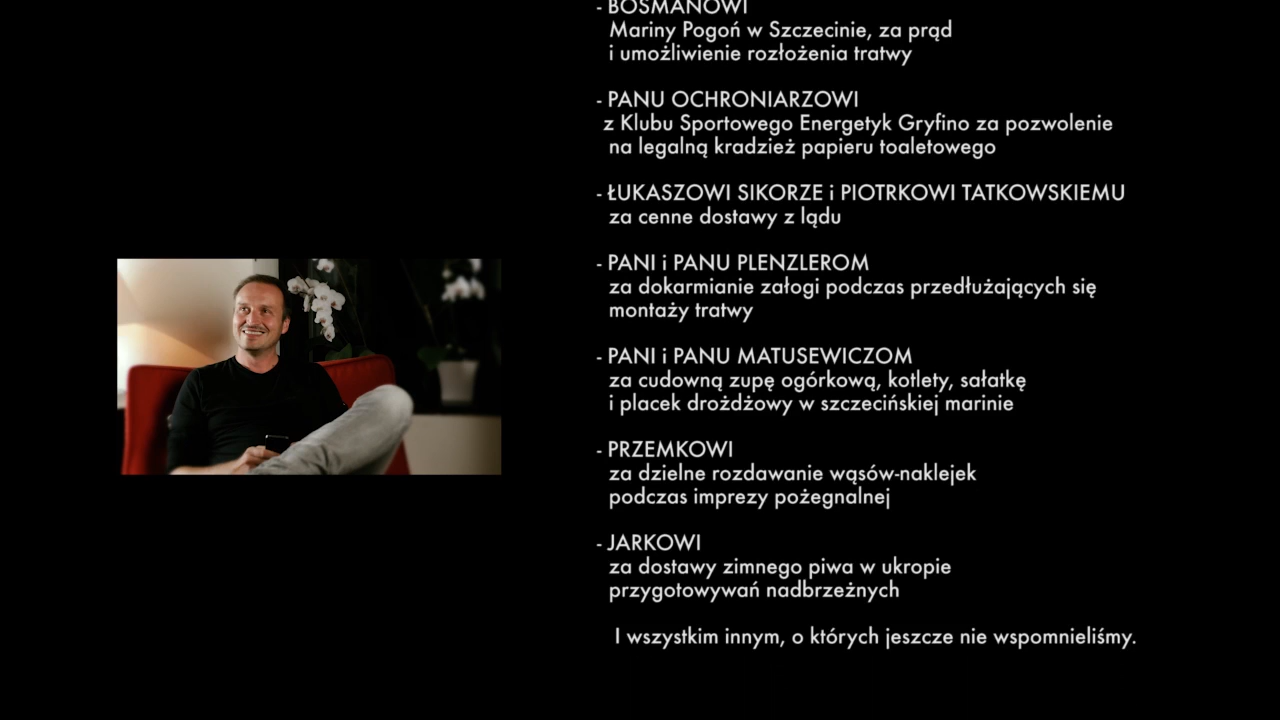 - BOSMANOWI
Mariny Pogoń w Szczecinie, za prąd
i umożliwienie rozłożenia tratwy
- PANU OCHRONIARZOWI
z Klubu Sportowego Energetyk Gryfino za pozwolenie
na legalną kradzież papieru toaletowego
- ŁUKASZOWI SIKORZE i PIOTRKOWI TATKOWSKIEMU
za cenne dostawy z lądu
- PANI i PANU PLENZLEROM
za dokarmianie załogi podczas przedłużających się
montaży tratwy
- PANI i PANU MATUSEWICZOM
za cudowną zupę ogórkową, kotlety, sałatkę
i placek drożdżowy w szczecińskiej marinie
- PRZEMKOWI
za dzielne rozdawanie wąsów-naklejek
podczas imprezy pożegnalnej
- JARKOWI
za dostawy zimnego piwa w ukropie
przygotowywań nadbrzeżnych
I wszystkim innym, o których jeszcze nie wspomnieliśmy.